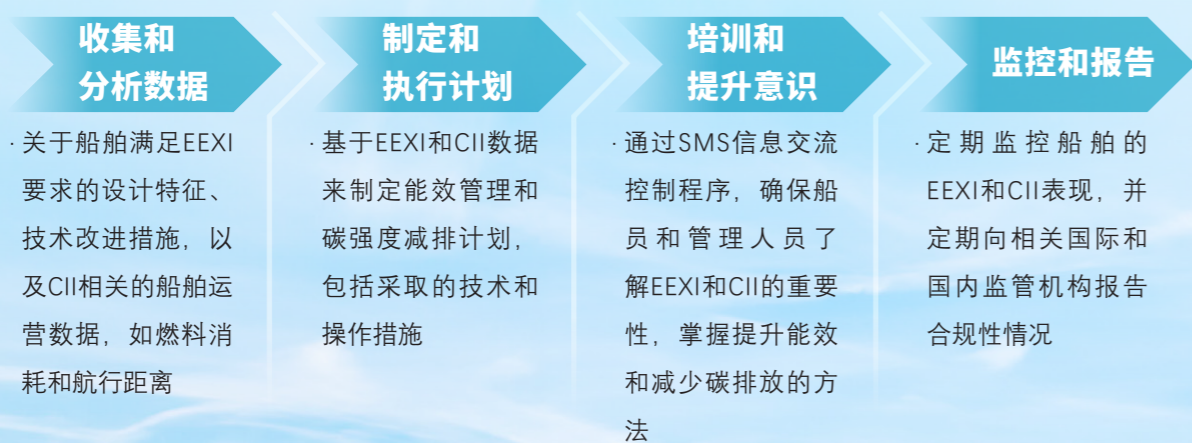 收集和
分析数据
· 关于船舶满足EEXI
要求的设计特征、
技术改进措施，以
及CII相关的船舶运
营数据，如燃料消
耗和航行距离
制定和
执行计划
· 基于EEXI和CII数据
来制定能效管理和
碳强度减排计划，
包括采取的技术和
操作措施
培训和
提升意识
· 通过SMS信息交流
控制程序，确保船
员和管理人员了
解EEXI和CII的重要
性，掌握提升能效
和减少碳排放的方
法
监控和报告
· 定期监控船舶的
EEXI和CII表现，并
定期向相关国际和
国内监管机构报告
合规性情况